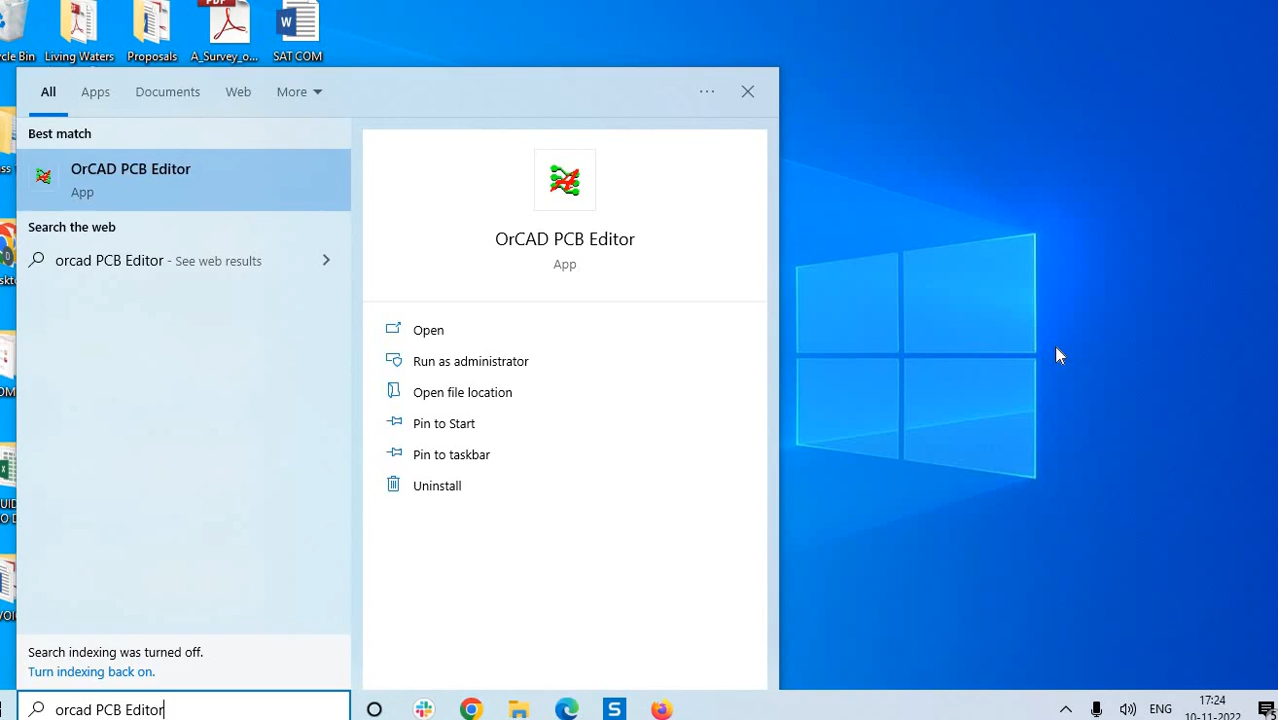 PDF
W
cycle Bin
Living Waters
Proposals
A_Survey_o...
SAT COM
All
Apps
Documents
Web
More
Best match
OrCAD PCB Editor
App
Search the web
orcad PCB Editor - See web results
OrCAD PCB Editor
App
Open
Run as administrator
Open file location
Pin to Start
Pin to taskbar
Uninstall
Search indexing was turned off.
Turn indexing back on.
orcad PCB Editor
S
ENG
17:24
10-11-2022